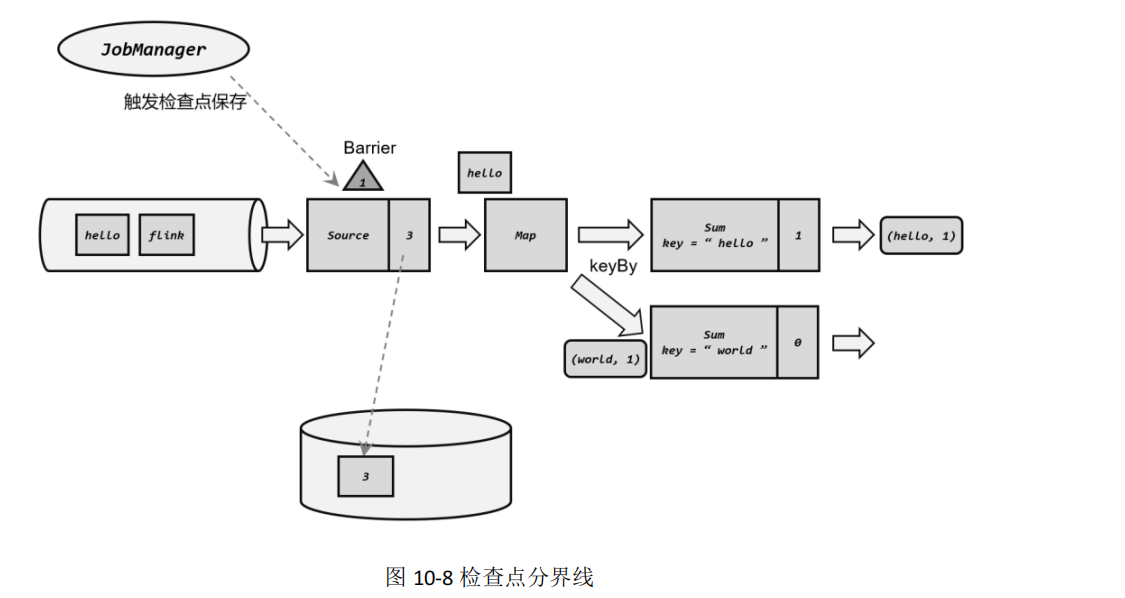 JobManager
触发检查点保存
Barrier
1
hello
hello
flink
Source
3
Map
keyBy
Sum
key = “ hello ”
1
(hello, 1)
Sum
key = “ world ”
0
(world, 1)
3
图 10-8 检查点分界线